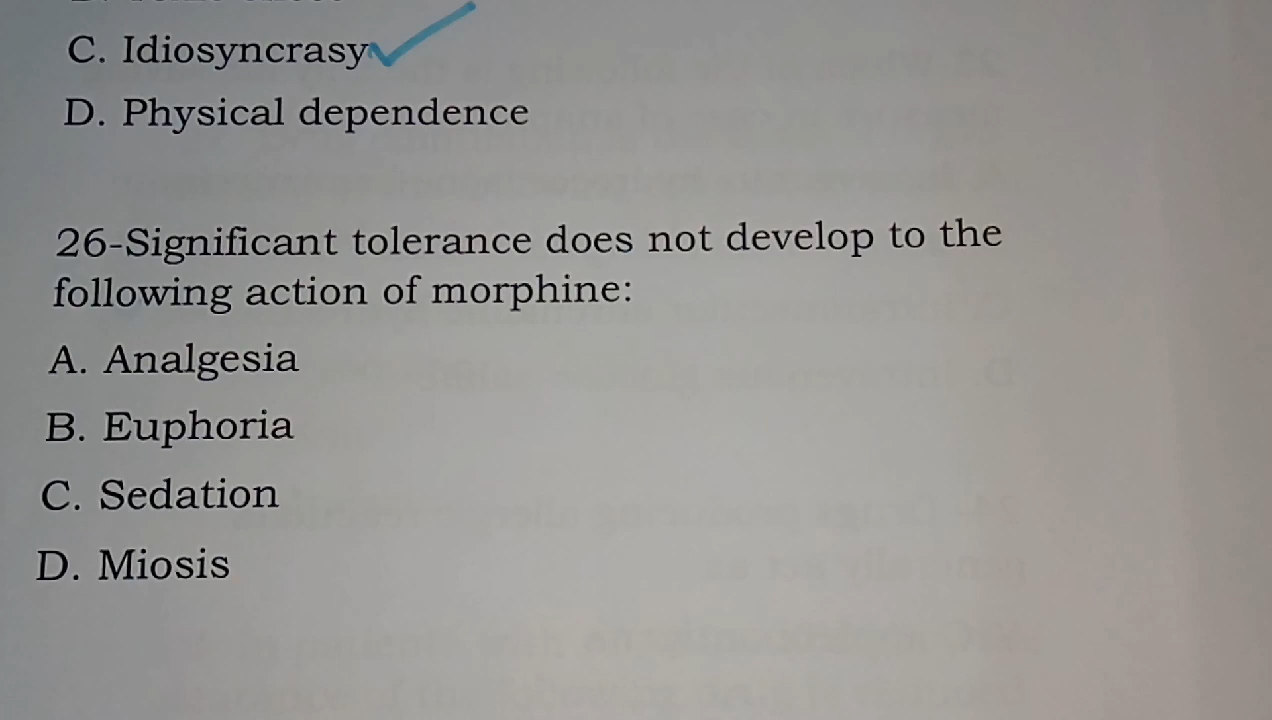 C. Idiosyncrasy
D. Physical dependence
26-Significant tolerance does not develop to the
following action of morphine:
A. Analgesia
B. Euphoria
C. Sedation
D. Miosis